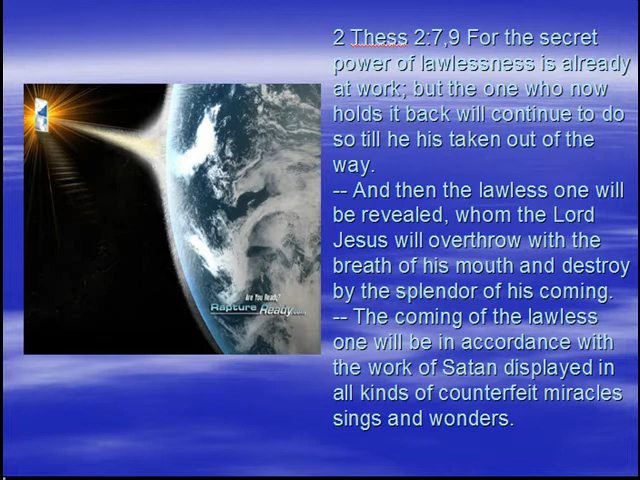 2 Thess 2:7,9 For the secret
power of lawlessness is already
at work; but the one who now
holds it back will continue to do
so till he his taken out of the
way.
-- And then the lawless one will
be revealed, whom the Lord
Jesus will overthrow with the
breath of his mouth and destroy
by the splendor of his coming.
-- The coming of the lawless
one will be in accordance with
the work of Satan displayed in
all kinds of counterfeit miracles
sings and wonders.
Are You Ready?
Rapture Ready.com